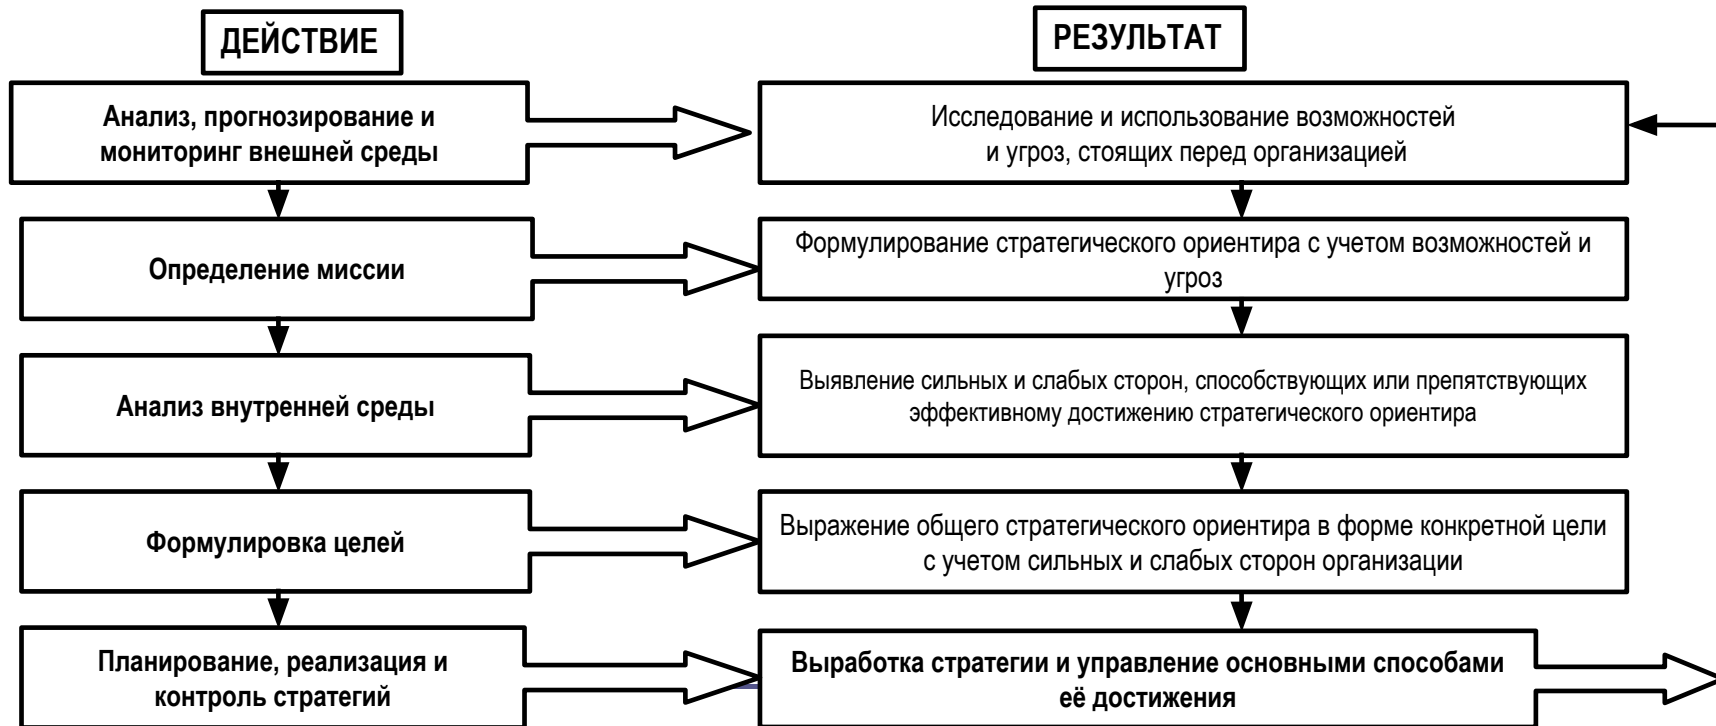 ДЕЙСТВИЕ
РЕЗУЛЬТАТ
Анализ, прогнозирование и
мониторинг внешней среды
Исследование и использование возможностей
и угроз, стоящих перед организацией
Определение миссии
Формулирование стратегического ориентира с учетом возможностей и
угроз
Анализ внутренней среды
Выявление сильных и слабых сторон, способствующих или препятствующих
эффективному достижению стратегического ориентира
Формулировка целей
Выражение общего стратегического ориентира в форме конкретной цели
с учетом сильных и слабых сторон организации
Планирование, реализация и
контроль стратегий
Выработка стратегии и управление основными способами
её достижения